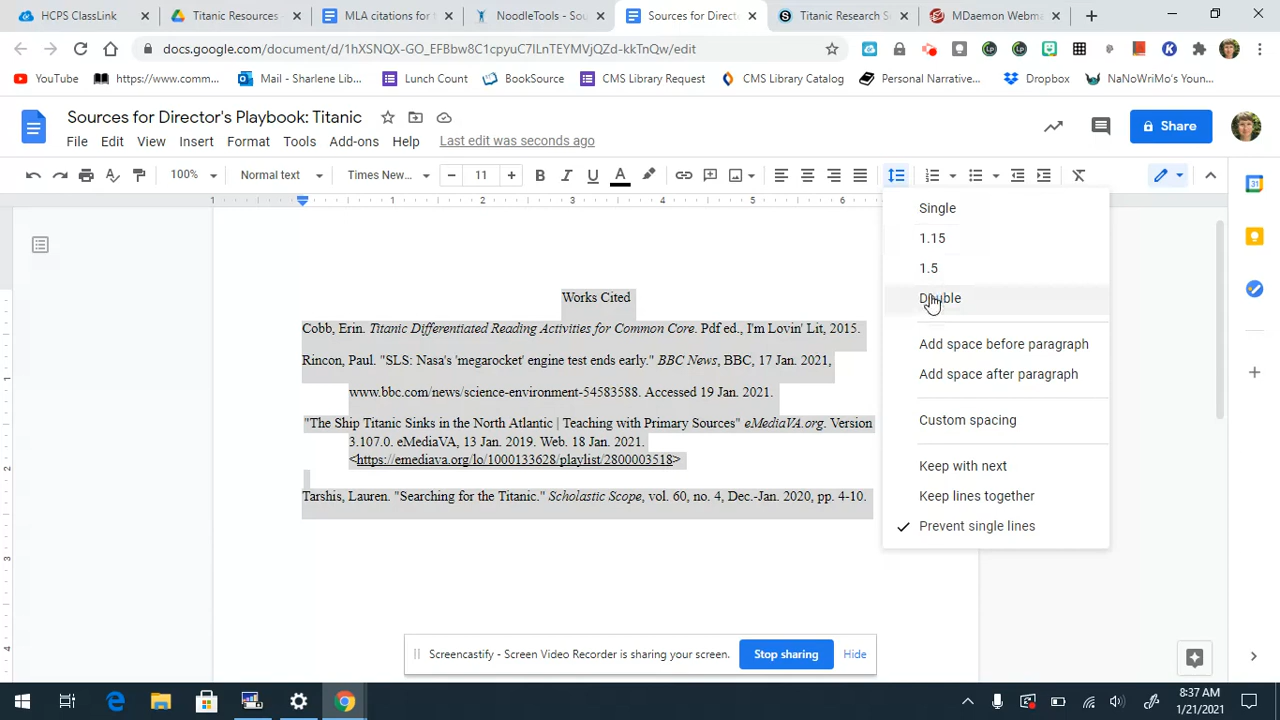 HCPS ClassLink
Titanic Resources
MLA citations for t
NoodleTools - Sou
Sources for Direct
Titanic Research S
MDaemon Webma
docs.google.com/document/d/1hXSNQX-GO_EFBbw8C1cpyuC7ILnTEYMVjQZd-kkTnQw/edit
YouTube
https://www.comm...
Mail - Sharlene Lib...
Lunch Count
BookSource
CMS Library Request
CMS Library Catalog
Personal Narrative...
Dropbox
NaNoWriMo's Youn...
Sources for Director's Playbook: Titanic
Share
File Edit View Insert Format Tools Add-ons Help Last edit was seconds ago
100% Normal text Times New... 11
1 1 2 3 4 5 6
Single
1.15
1.5
Double
Add space before paragraph
Add space after paragraph
Custom spacing
Keep with next
Keep lines together
Prevent single lines
Works Cited
Cobb, Erin. Titanic Differentiated Reading Activities for Common Core. Pdf ed., I'm Lovin' Lit, 2015.
Rincon, Paul. "SLS: Nasa's 'megarocket' engine test ends early." BBC News, BBC, 17 Jan. 2021,
www.bbc.com/news/science-environment-54583588. Accessed 19 Jan. 2021.
"The Ship Titanic Sinks in the North Atlantic | Teaching with Primary Sources" eMediaVA.org. Version
3.107.0. eMediaVA, 13 Jan. 2019. Web. 18 Jan. 2021.
<https://emediava.org/lo/1000133628/playlist/2800003518>
Tarshis, Lauren. "Searching for the Titanic." Scholastic Scope, vol. 60, no. 4, Dec.-Jan. 2020, pp. 4-10.
Screencastify - Screen Video Recorder is sharing your screen.
Stop sharing
Hide
8:37 AM
1/21/2021